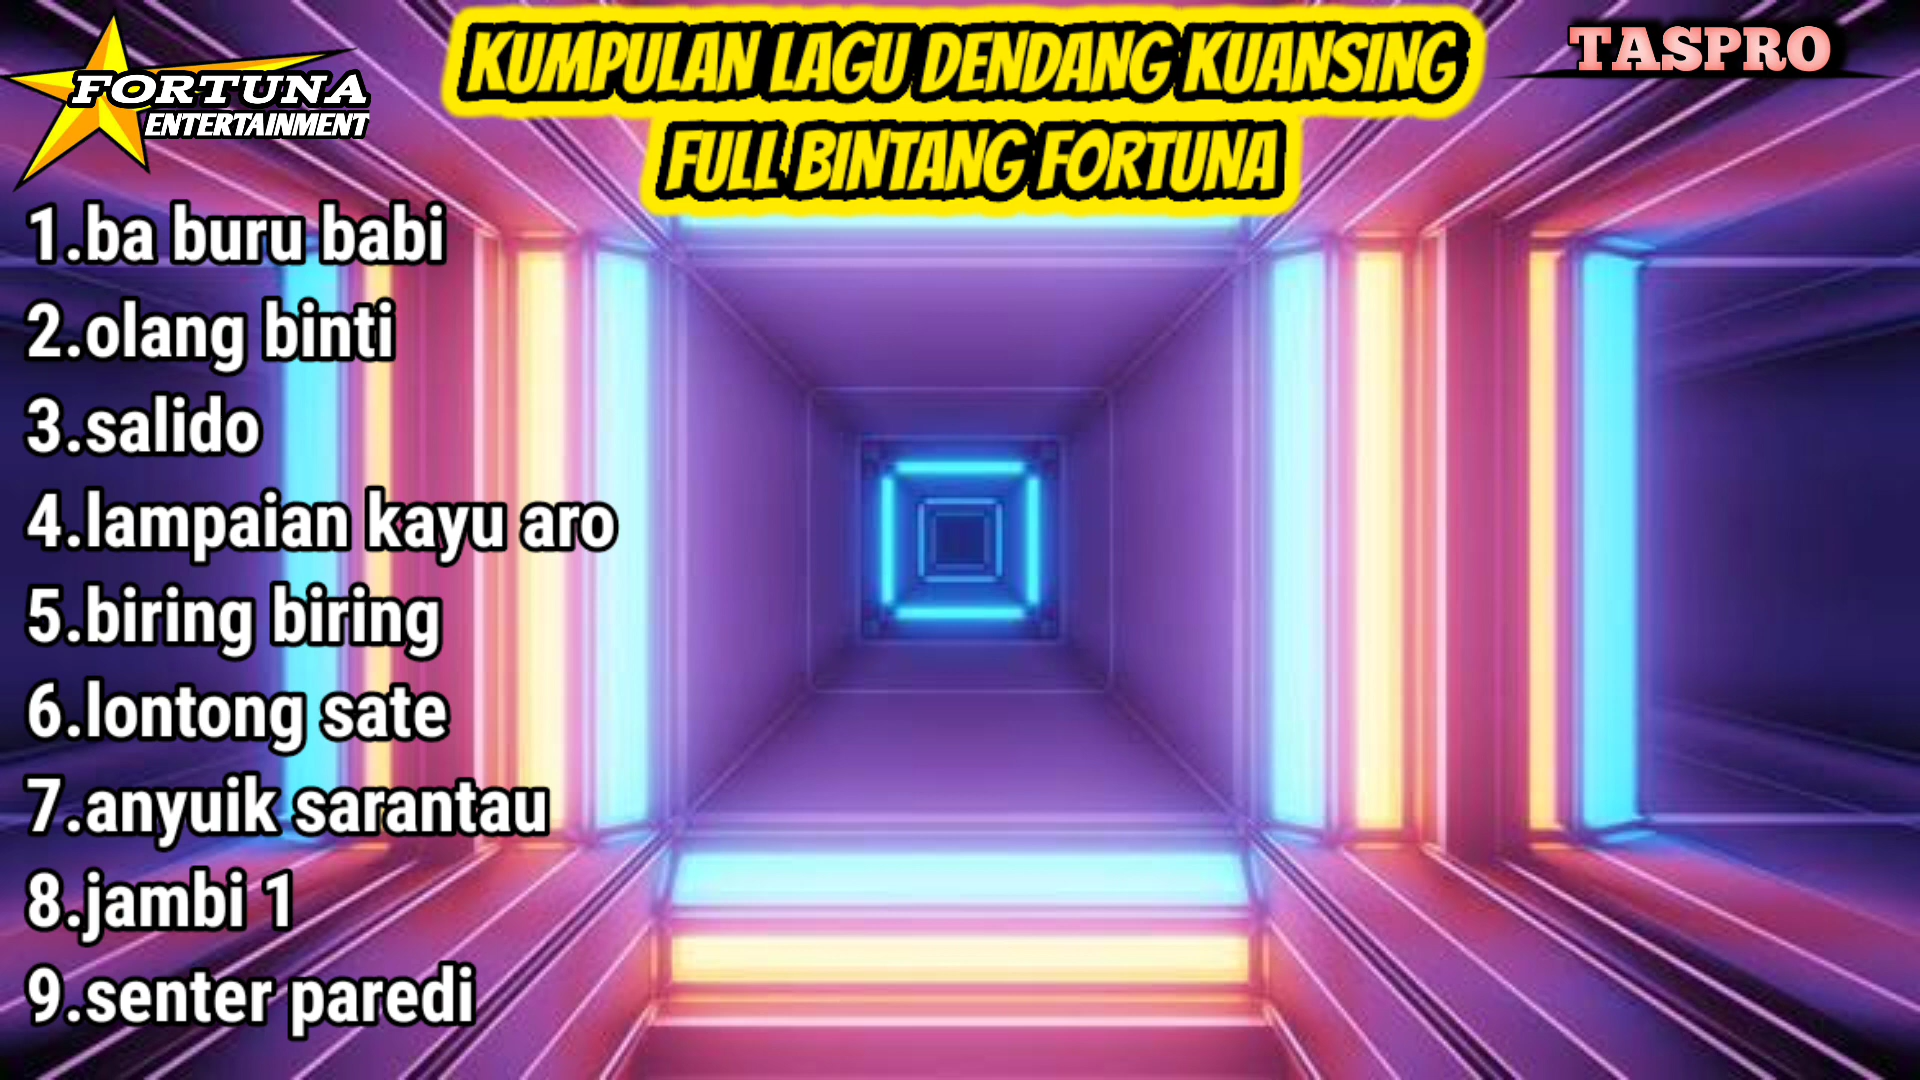 FORTUNA
ENTERTAINMENT
KUMPULAN LAGU DENDANG KUANSING
FULL BINTANG FORTUNA
TASPRO
1.ba buru babi
2.olang binti
3.salido
4.lampaian kayu aro
5.biring biring
6.lontong sate
7.anyuik sarantau
8.jambi 1
9.senter paredi